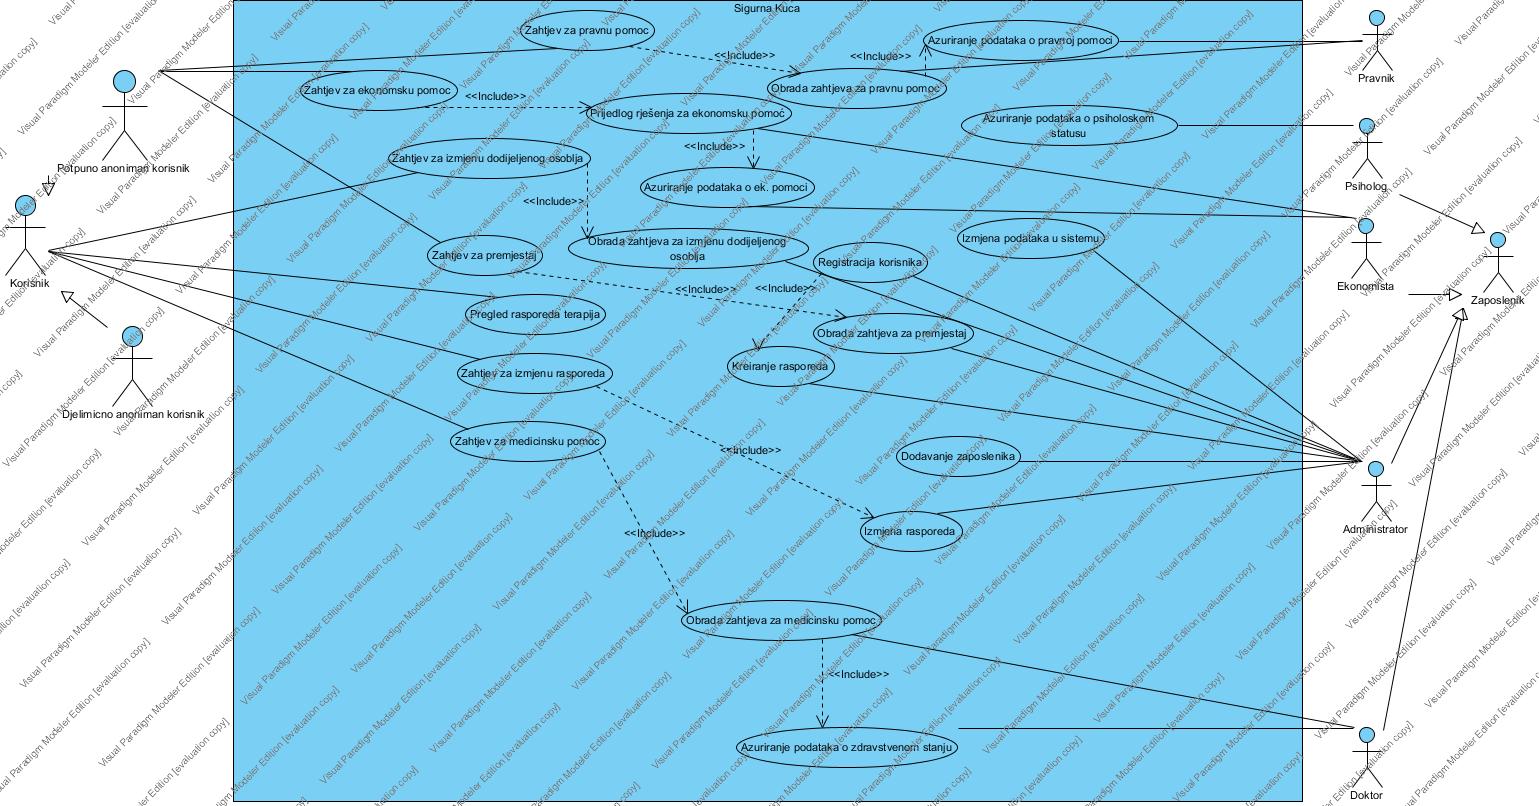 Sigurna Kuca
Zahtjev za pravnu pomoc
Azuriranje podataka o pravnoj pomoci
<<Include>>
<<Include>>
Pravnik
Zahtjev za ekonomsku pomoc
<<Include>>
Obrada zahtjeva za pravnu pomoc
Prijedlog rješenja za ekonomsku pomoc
Azuriranje podataka o psiholoskom
statusu
Potpuno anoniman korisnik
<<Include>>
Zahtjev za izmjenu dodijeljenog osoblja
Azuriranje podataka o ek. pomoci
Psiholog
<<Include>>
Korisnik
Zahtjev za premjestaj
Obrada zahtjeva za izmjenu dodijeljenog
osoblja
Izmjena podataka u sistemu
Registracija korisnika
Ekonomista
Zaposlenik
<<Include>>
<<Include>>
Pregled rasporeda terapija
Obrada zahtjeva za premjestaj
Kreiranje rasporeda
Zahtjev za izmjenu rasporeda
Djelimicno anoniman korisnik
Zahtjev za medicinsku pomoc
<<Include>>
Dodavanje zaposlenika
Izmjena rasporeda
Administrator
<<Include>>
Obrada zahtjeva za medicinsku pomoc
<<Include>>
Azuriranje podataka o zdravstvenom stanju
Doktor
Visual Paradigm Modeler Edition [evaluation copy]